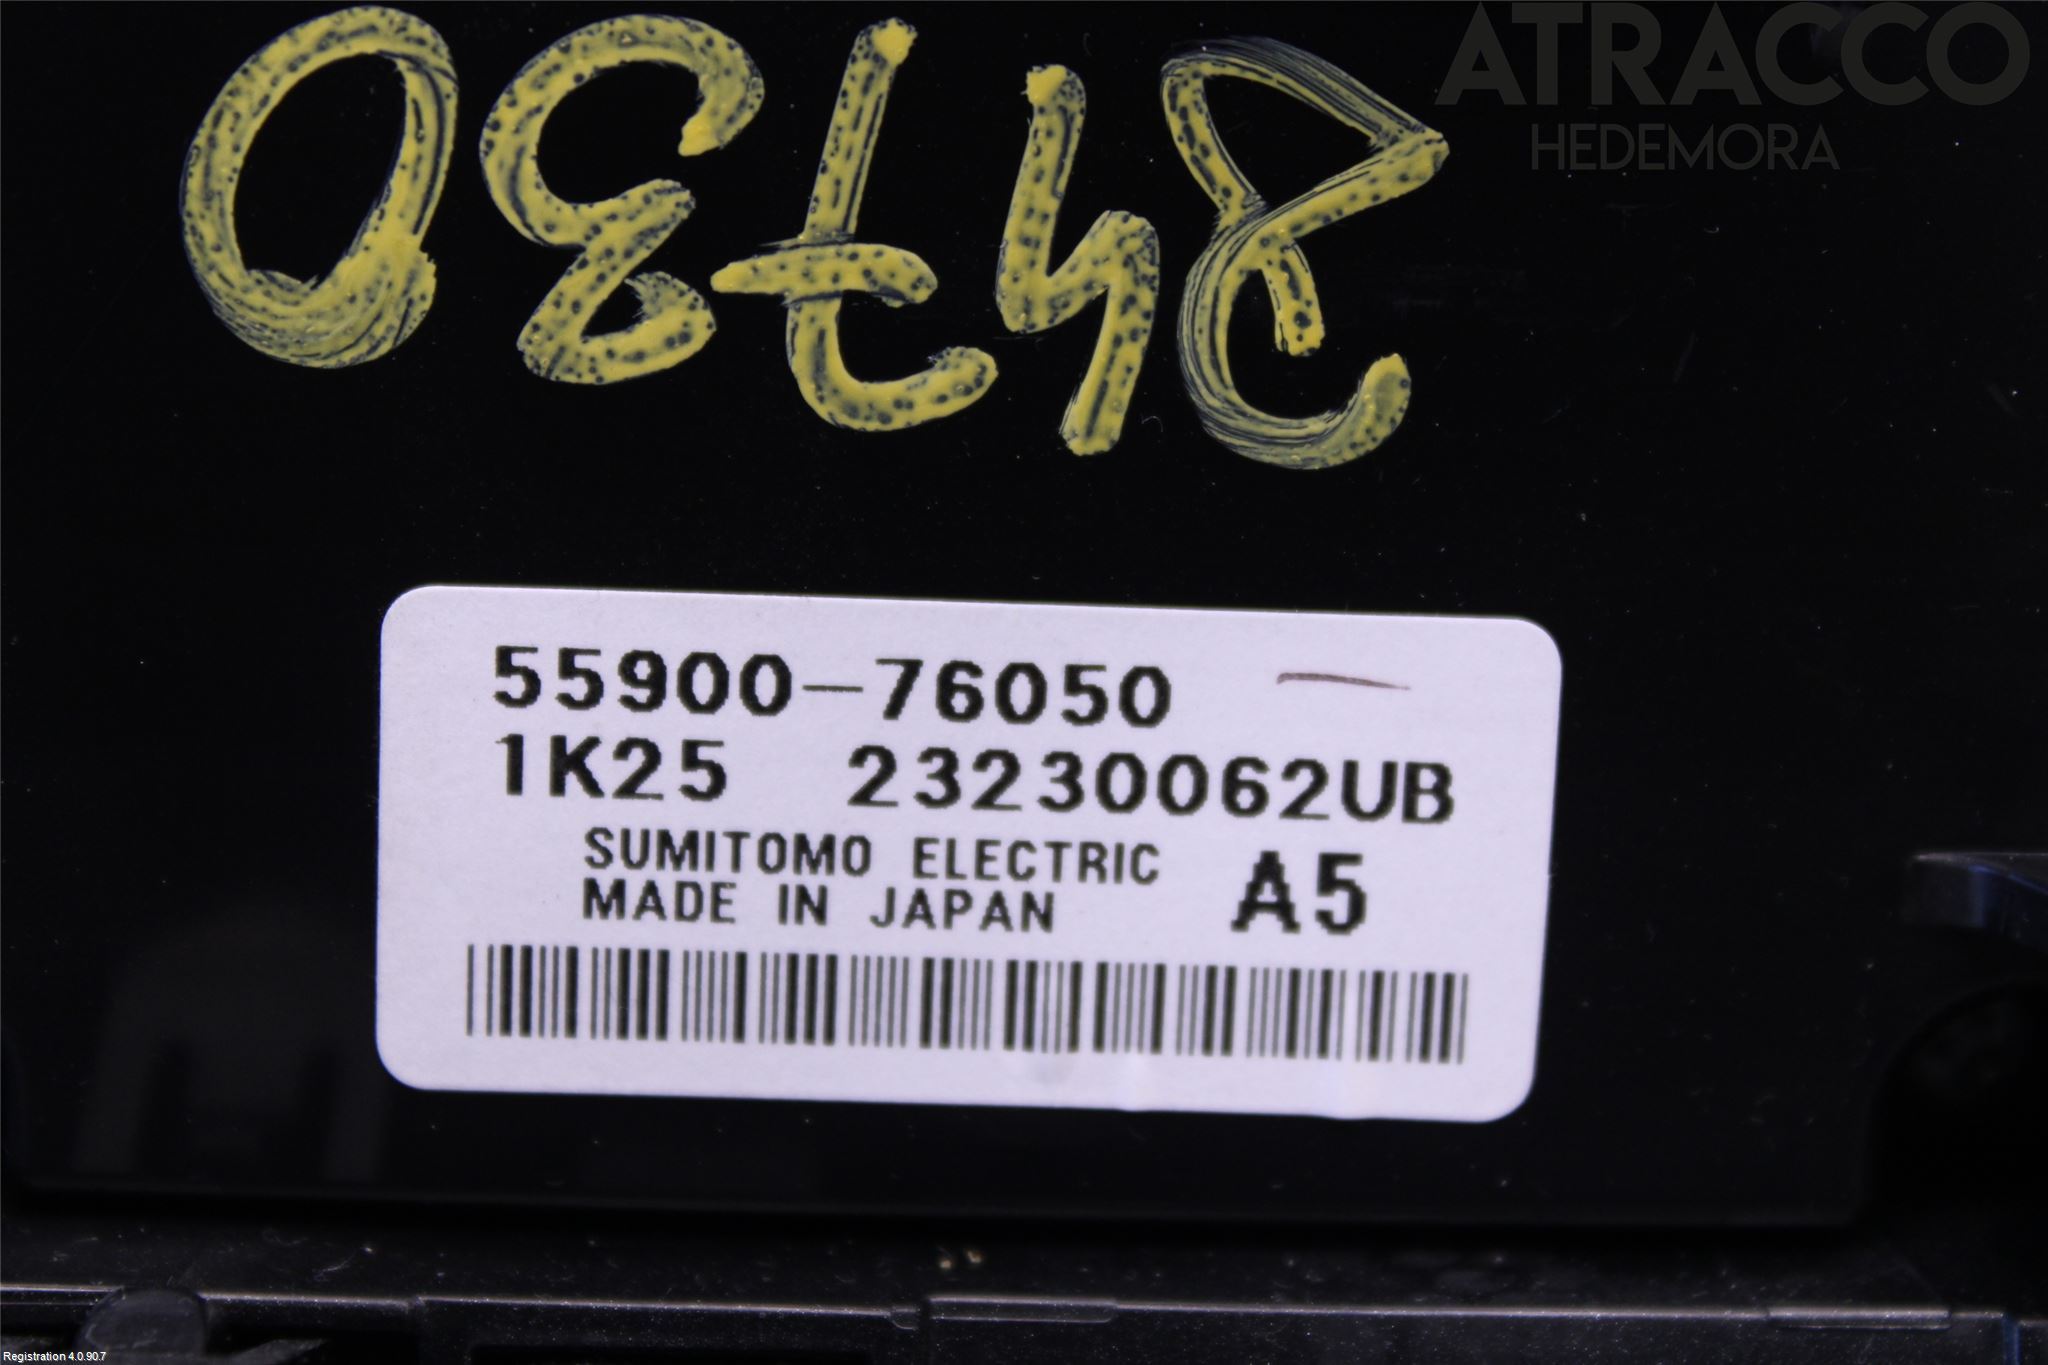 84730
ATRACCO
HEDEMORA
55900-76050
1K25 23230062UB
SUMITOMO ELECTRIC
MADE IN JAPAN A5
Registration 4.0.90.7